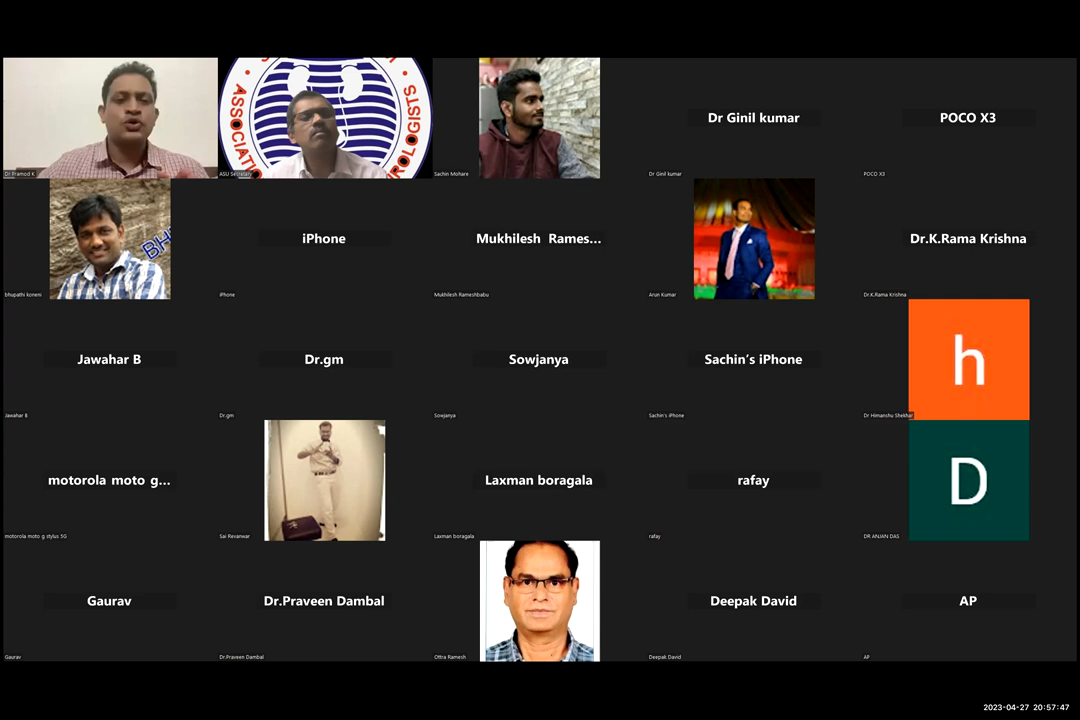 ASSOCIATI
ROLOGISTS
Dr Pramod K
ASU Secretary
Sachin Mohare
Dr Ginil kumar
Dr Ginil kumar
POCO X3
POCO X3
BH
bhupathi koneni
iPhone
iPhone
Mukhilesh Rames...
Mukhilesh Rameshbabu
Arun Kumar
Dr.K.Rama Krishna
Dr.K.Rama Krishna
Jawahar B
Jawahar B
Dr.gm
Dr.gm
Sowjanya
Sowjanya
Sachin's iPhone
Sachin's iPhone
h
Dr Himanshu Shekhar
motorola moto g...
motorola moto g stylus 5G
Sai Revanwar
Laxman boragala
Laxman boragala
rafay
rafay
D
DR ANJAN DAS
Gaurav
Gaurav
Dr.Praveen Dambal
Dr.Praveen Dambal
Ottra Ramesh
Deepak David
Deepak David
AP
AP
2023-04-27 20:57:47